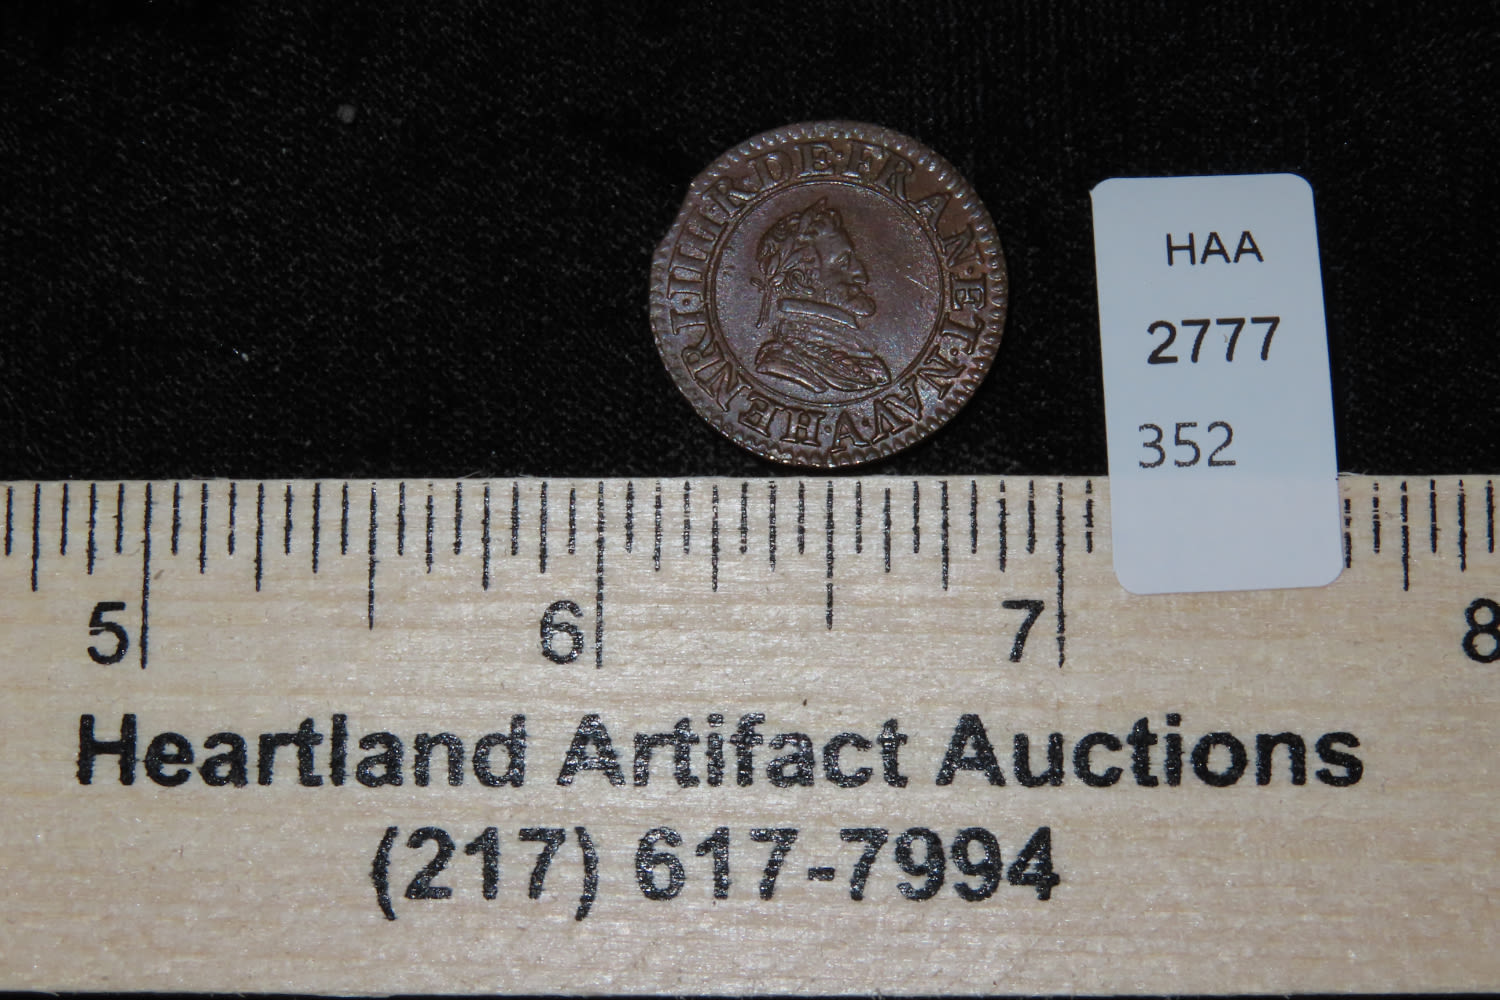 HENRI·IIII·R·DE·FRAN·ET·NAV·A·
HAA
2777
352
5 6 7 8
Heartland Artifact Auctions
(217) 617-7994